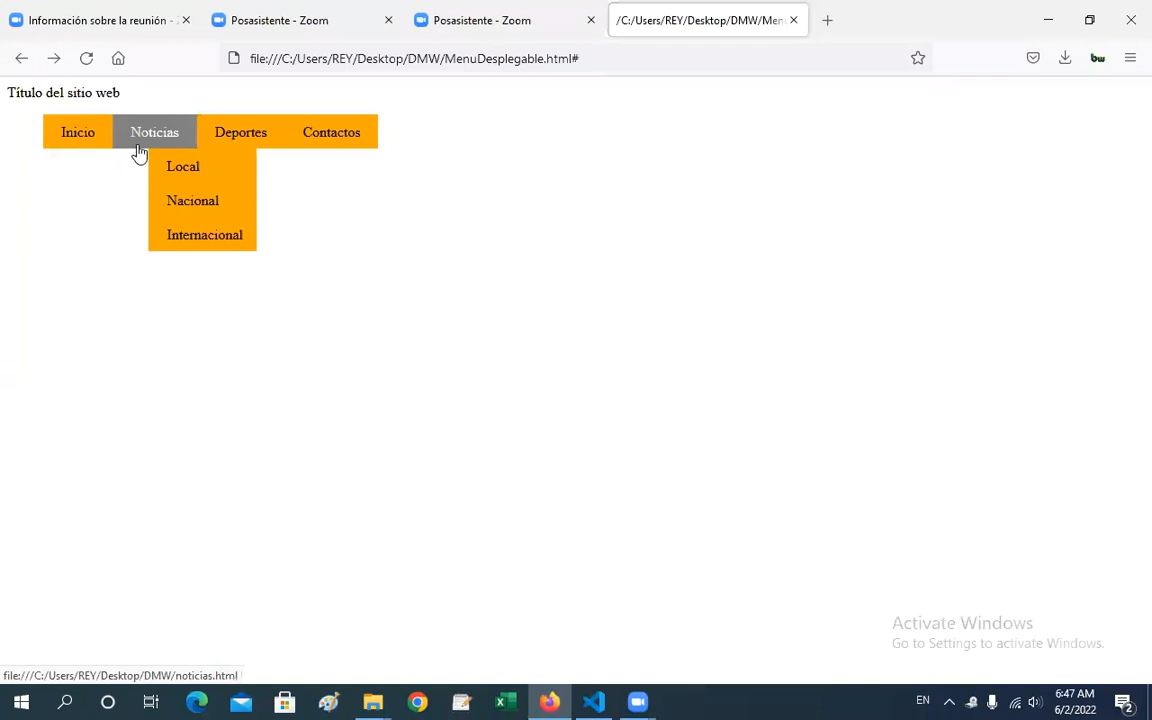 Información sobre la reunión - Z
Posasistente - Zoom
Posasistente - Zoom
/C:/Users/REY/Desktop/DMW/Men
file:///C:/Users/REY/Desktop/DMW/MenuDesplegable.html#
bw
Título del sitio web
Inicio Noticias Deportes Contactos
Local
Nacional
Internacional
Activate Windows
Go to Settings to activate Windows.
file:///C:/Users/REY/Desktop/DMW/noticias.html
EN
6:47 AM
6/2/2022
2